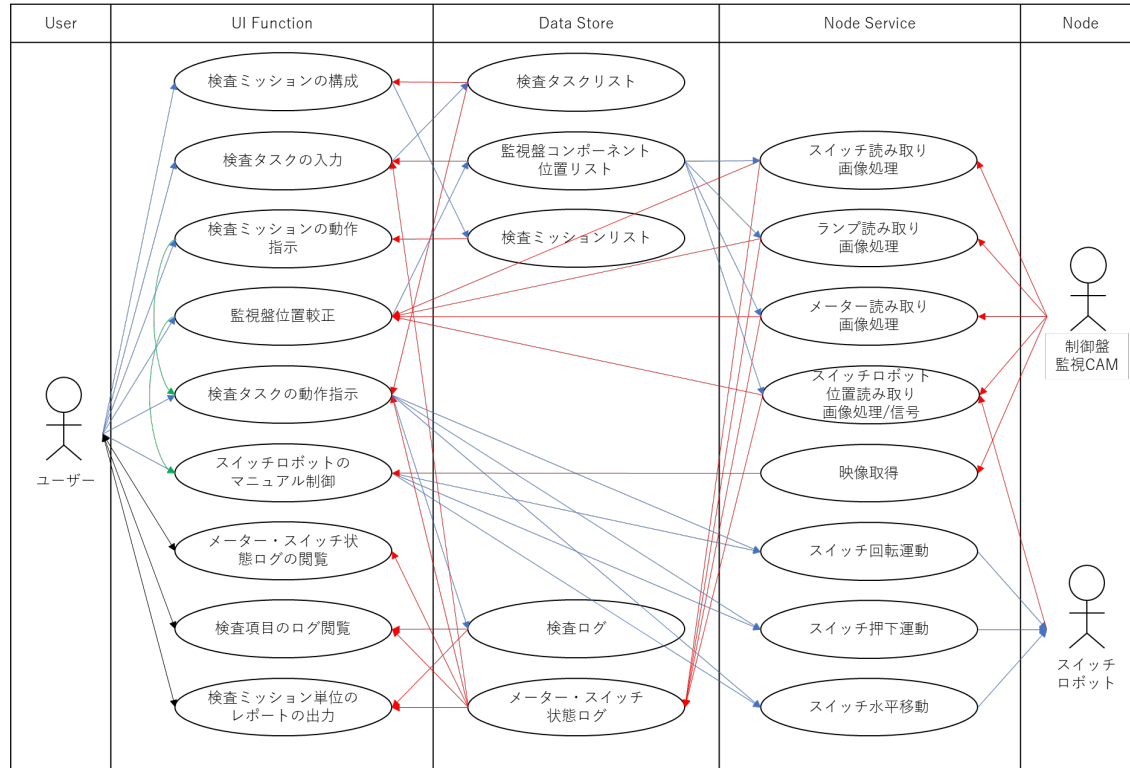 User
UI Function
Data Store
Node Service
Node
検査ミッションの構成
検査タスクの入力
検査ミッションの動作
指示
監視盤位置較正
検査タスクの動作指示
スイッチロボットの
マニュアル制御
メーター・スイッチ状
態ログの閲覧
検査項目のログ閲覧
検査ミッション単位の
レポートの出力
検査タスクリスト
監視盤コンポーネント
位置リスト
検査ミッションリスト
検査ログ
メーター・スイッチ
状態ログ
スイッチ読み取り
画像処理
ランプ読み取り
画像処理
メーター読み取り
画像処理
スイッチロボット
位置読み取り
画像処理/信号
映像取得
スイッチ回転運動
スイッチ押下運動
スイッチ水平移動
ユーザー
制御盤
監視CAM
スイッチ
ロボット